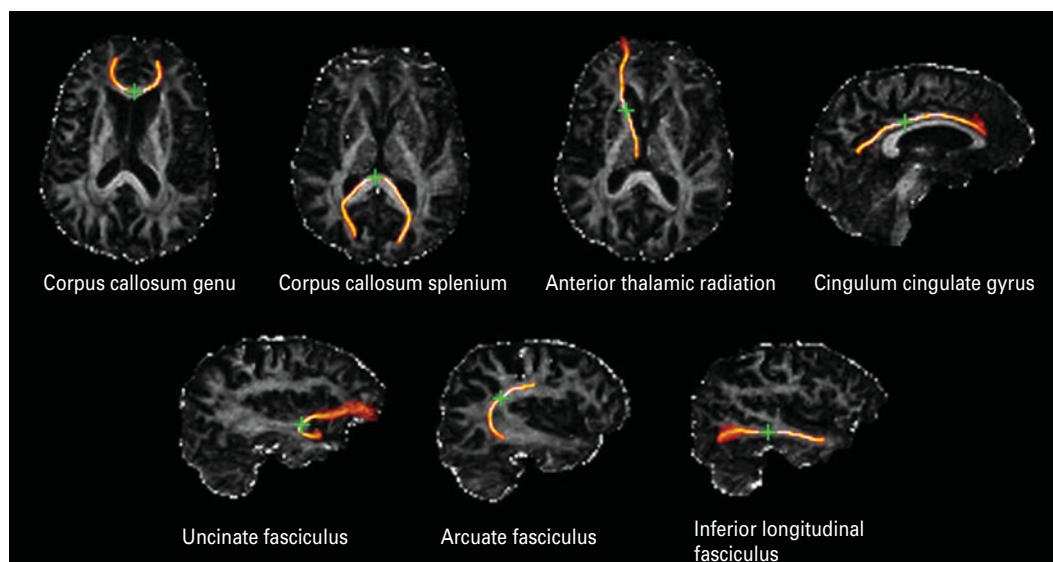 Corpus callosum genu
Corpus callosum splenium
Anterior thalamic radiation
Cingulum cingulate gyrus
Uncinate fasciculus
Arcuate fasciculus
Inferior longitudinal
fasciculus